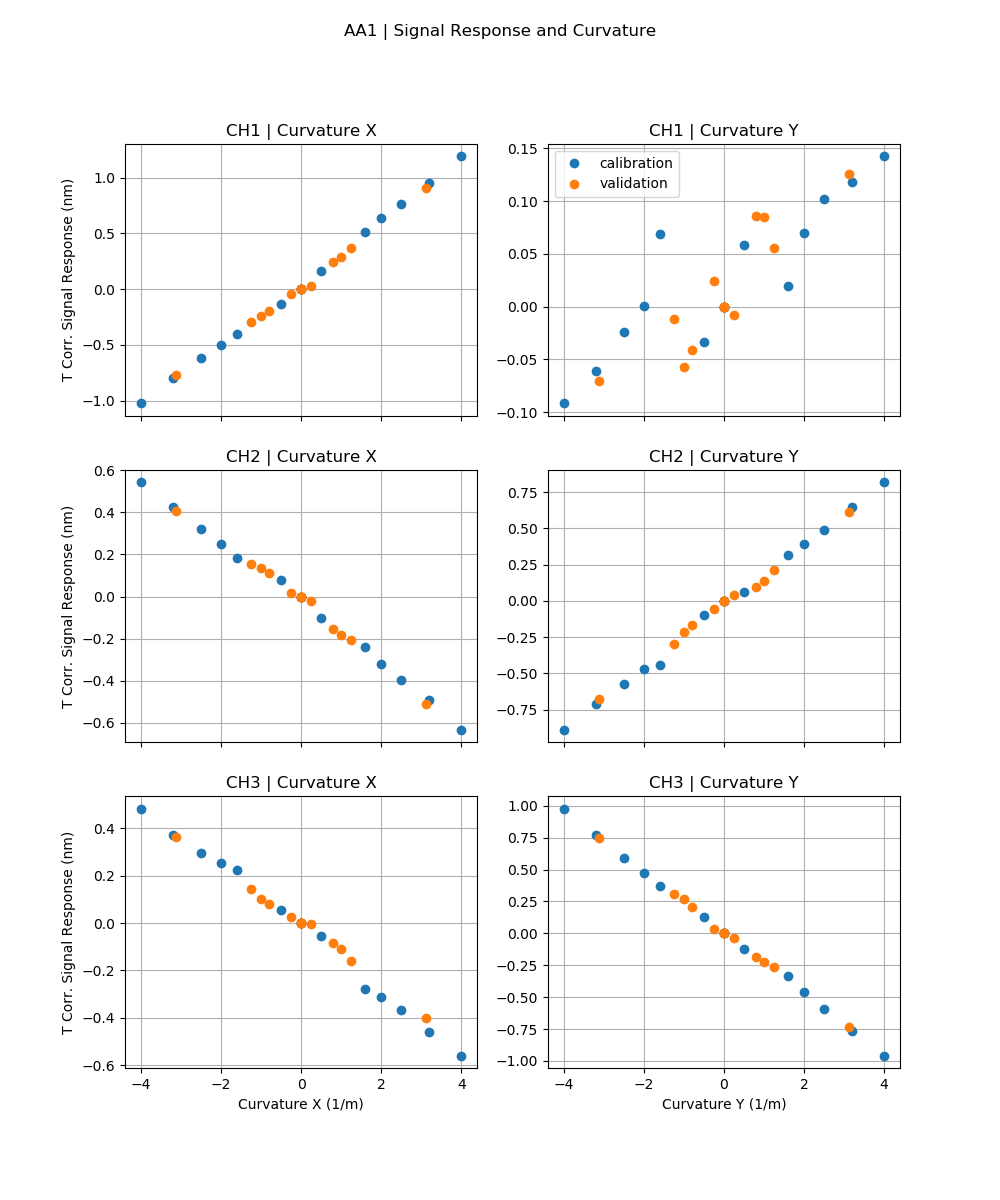 AA1 | Signal Response and Curvature
CH1 | Curvature X
T Corr. Signal Response (nm)
1.0
0.5
0.0
−0.5
−1.0
CH1 | Curvature Y
calibration
validation
0.15
0.10
0.05
0.00
−0.05
−0.10
CH2 | Curvature X
T Corr. Signal Response (nm)
0.6
0.4
0.2
0.0
−0.2
−0.4
−0.6
CH2 | Curvature Y
0.75
0.50
0.25
0.00
−0.25
−0.50
−0.75
CH3 | Curvature X
T Corr. Signal Response (nm)
0.4
0.2
0.0
−0.2
−0.4
−0.6
−4 −2 0 2 4
Curvature X (1/m)
CH3 | Curvature Y
1.00
0.75
0.50
0.25
0.00
−0.25
−0.50
−0.75
−1.00
−4 −2 0 2 4
Curvature Y (1/m)